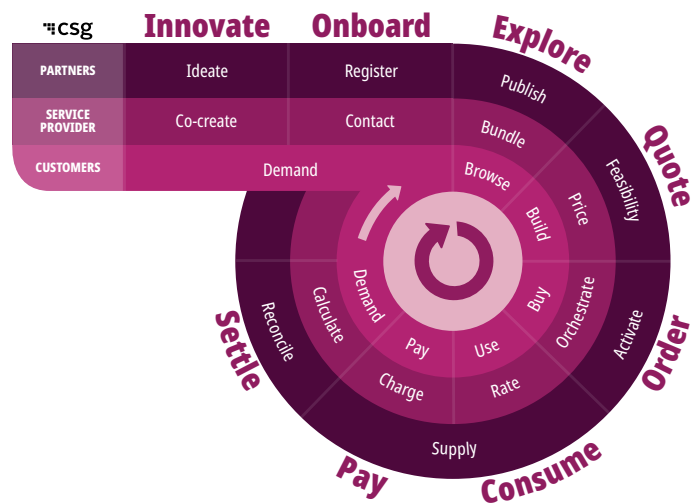 csg
Innovate
Onboard
Explore
Quote
Order
Consume
Pay
Settle
PARTNERS
Ideate
Register
Publish
Feasibility
Activate
Supply
Reconcile
SERVICE
PROVIDER
Co-create
Contact
Bundle
Price
Orchestrate
Rate
Charge
Calculate
CUSTOMERS
Demand
Browse
Build
Buy
Use
Pay
Demand